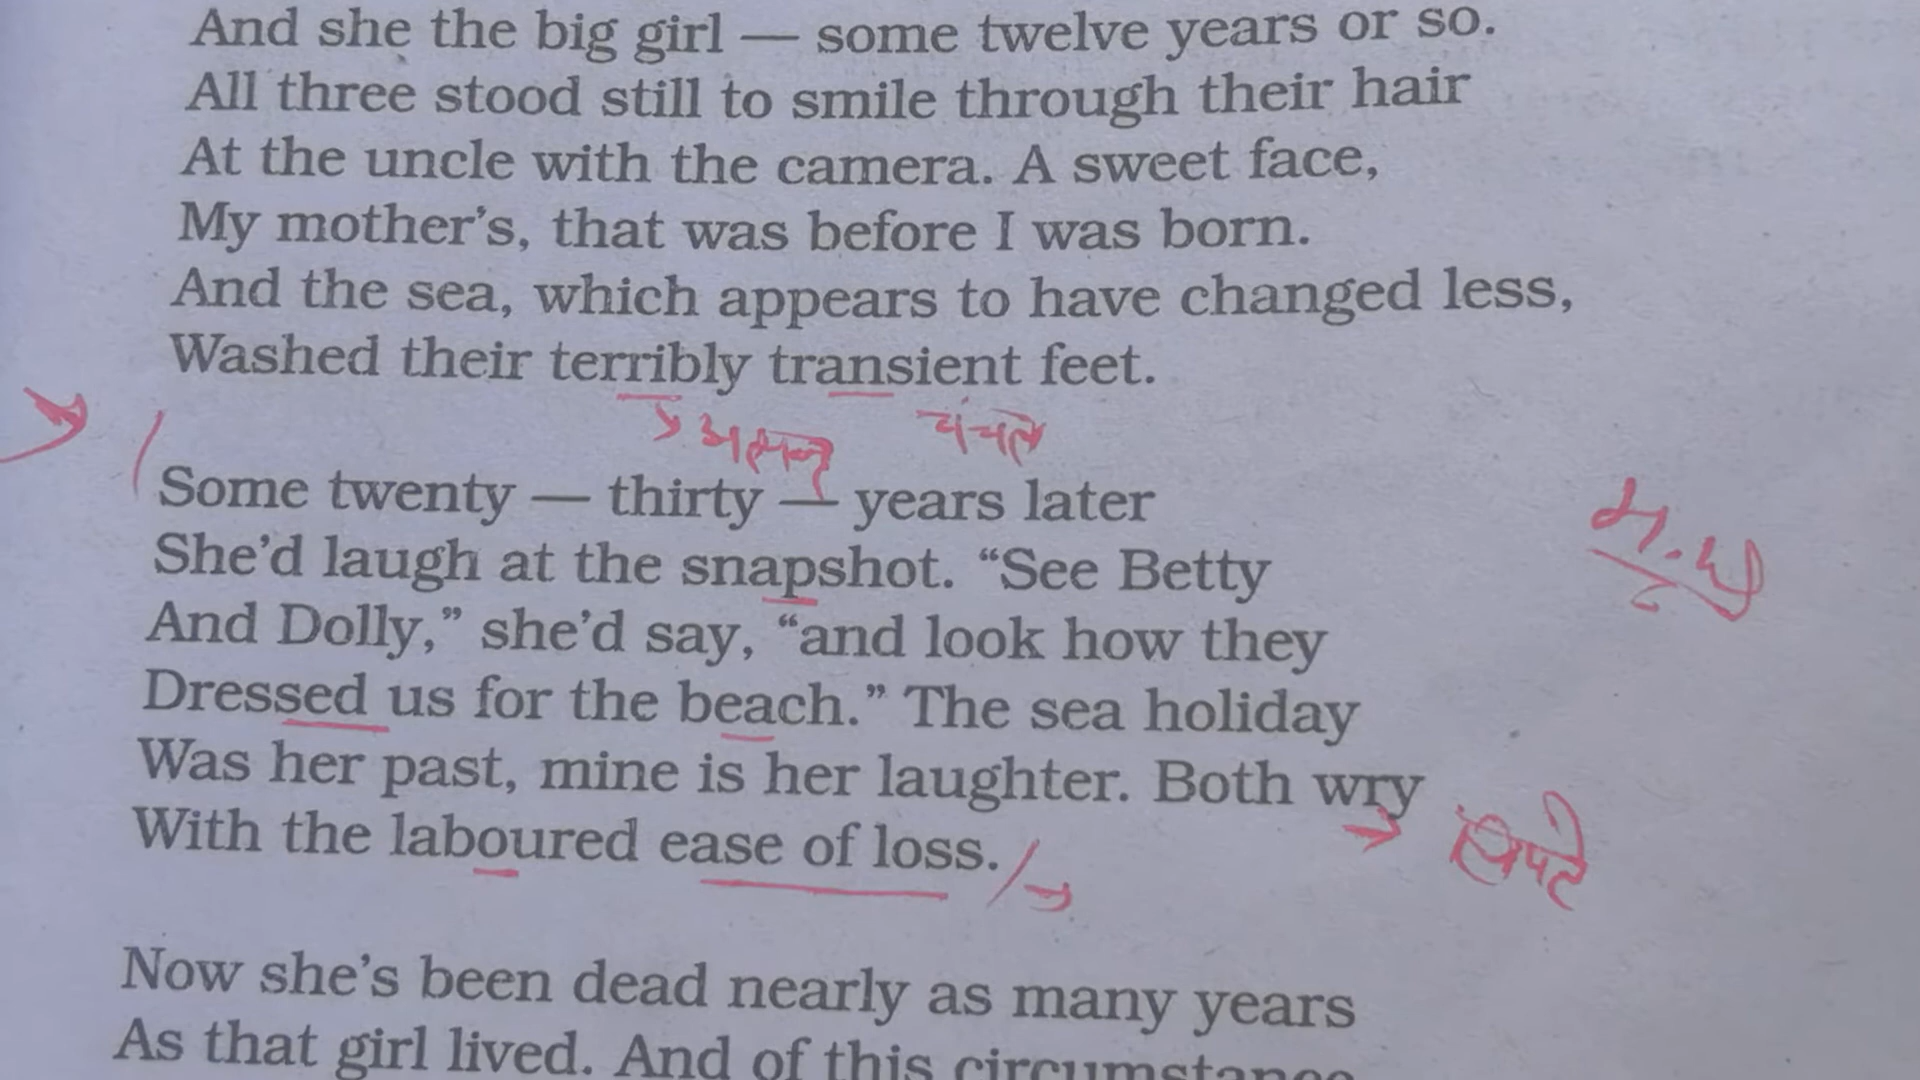 And she the big girl — some twelve years or so.
All three stood still to smile through their hair
At the uncle with the camera. A sweet face,
My mother’s, that was before I was born.
And the sea, which appears to have changed less,
Washed their terribly transient feet.
Some twenty — thirty — years later
She’d laugh at the snapshot. “See Betty
And Dolly,” she’d say, “and look how they
Dressed us for the beach.” The sea holiday
Was her past, mine is her laughter. Both wry
With the laboured ease of loss.
Now she’s been dead nearly as many years
As that girl lived. And of this circumstance